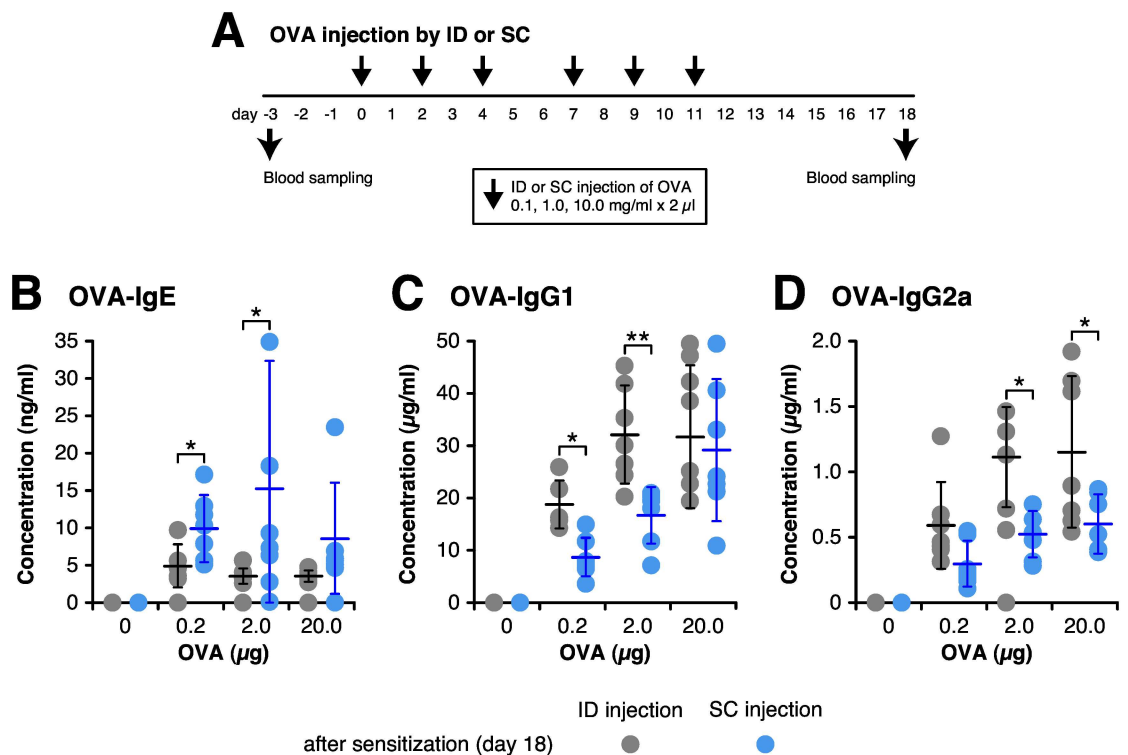 A OVA injection by ID or SC
day -3 -2 -1 0 1 2 3 4 5 6 7 8 9 10 11 12 13 14 15 16 17 18
Blood sampling Blood sampling
ID or SC injection of OVA
0.1, 1.0, 10.0 mg/ml x 2 µl
B OVA-IgE
*
*
Concentration (ng/ml)
35
30
25
20
15
10
5
0
0 0.2 2.0 20.0
OVA (µg)
C OVA-IgG1
**
*
Concentration (µg/ml)
50
40
30
20
10
0
0 0.2 2.0 20.0
OVA (µg)
D OVA-IgG2a
*
*
Concentration (µg/ml)
2.0
1.5
1.0
0.5
0
0 0.2 2.0 20.0
OVA (µg)
ID injection SC injection
after sensitization (day 18)